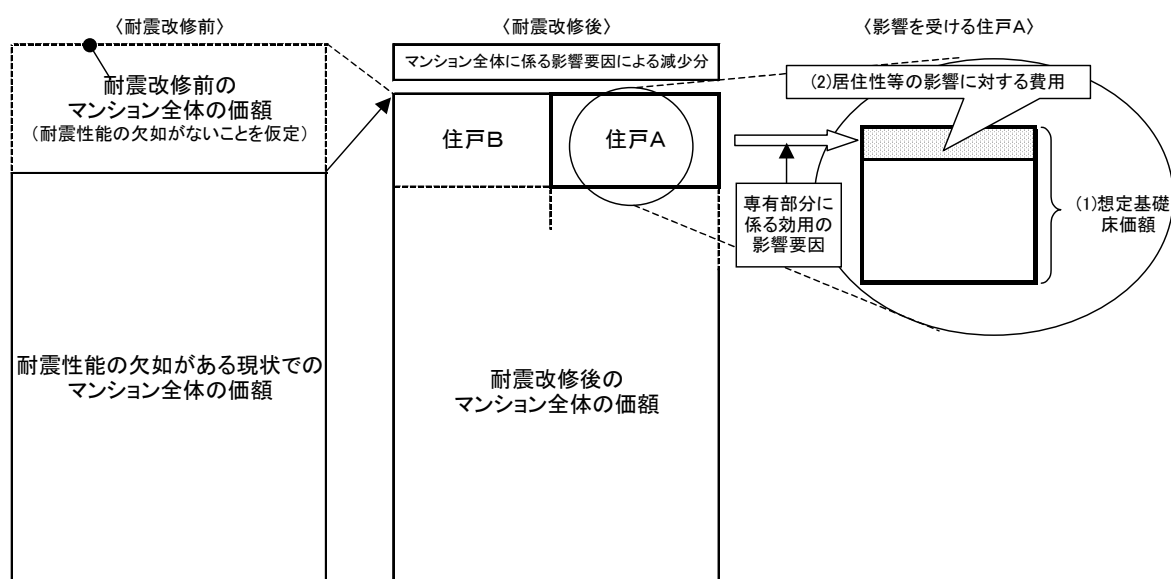 〈耐震改修前〉
耐震改修前の
マンション全体の価額
（耐震性能の欠如がないことを仮定）
耐震性能の欠如がある現状での
マンション全体の価額
〈耐震改修後〉
マンション全体に係る影響要因による減少分
住戸B
住戸A
耐震改修後の
マンション全体の価額
専有部分に
係る効用の
影響要因
〈影響を受ける住戸A〉
(2)居住性等の影響に対する費用
(1)想定基礎
床価額